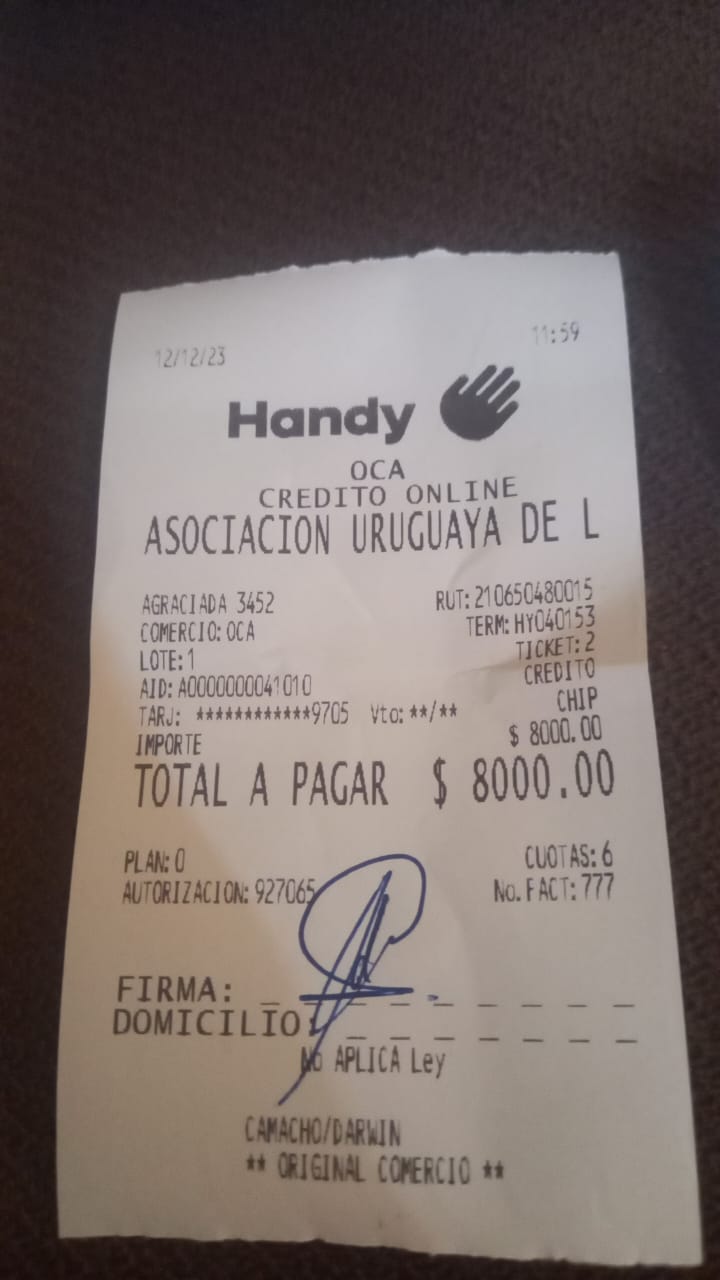 12/12/23 11:59
Handy
OCA
CREDITO ONLINE
ASOCIACION URUGUAYA DE L
AGRACIADA 3452 RUT: 210650480015
COMERCIO: OCA TERM: HY040153
LOTE: 1 TICKET: 2
AID: A0000000041010 CREDITO
TARJ: ************9705 Vto: **/** CHIP
IMPORTE $ 8000.00
TOTAL A PAGAR $ 8000.00
PLAN: 0 CUOTAS: 6
AUTORIZACION: 927065 No. FACT: 777
FIRMA: _ _ _ _ _ _ _ _ _
DOMICILIO: _ _ _ _ _ _ _ _
No APLICA Ley
CAMACHO/DARWIN
** ORIGINAL COMERCIO **